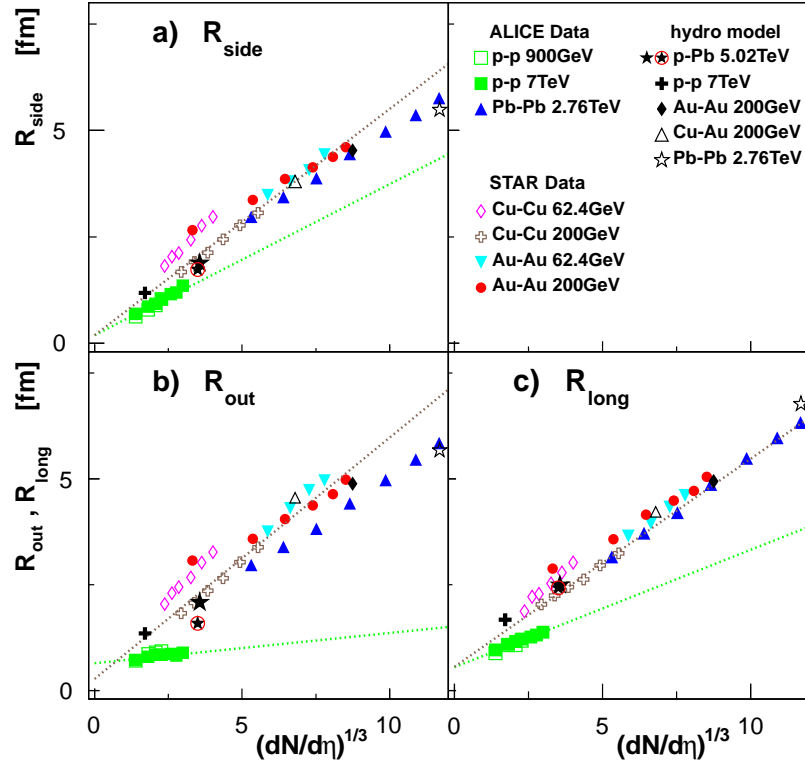 [fm]
R_side
a) R_side
5
0
ALICE Data
p-p 900GeV
p-p 7TeV
Pb-Pb 2.76TeV
STAR Data
Cu-Cu 62.4GeV
Cu-Cu 200GeV
Au-Au 62.4GeV
Au-Au 200GeV
hydro model
p-Pb 5.02TeV
p-p 7TeV
Au-Au 200GeV
Cu-Au 200GeV
Pb-Pb 2.76TeV
[fm]
R_out , R_long
b) R_out
5
0
0 5 10
(dN/dη)^1/3
c) R_long
5 10
(dN/dη)^1/3